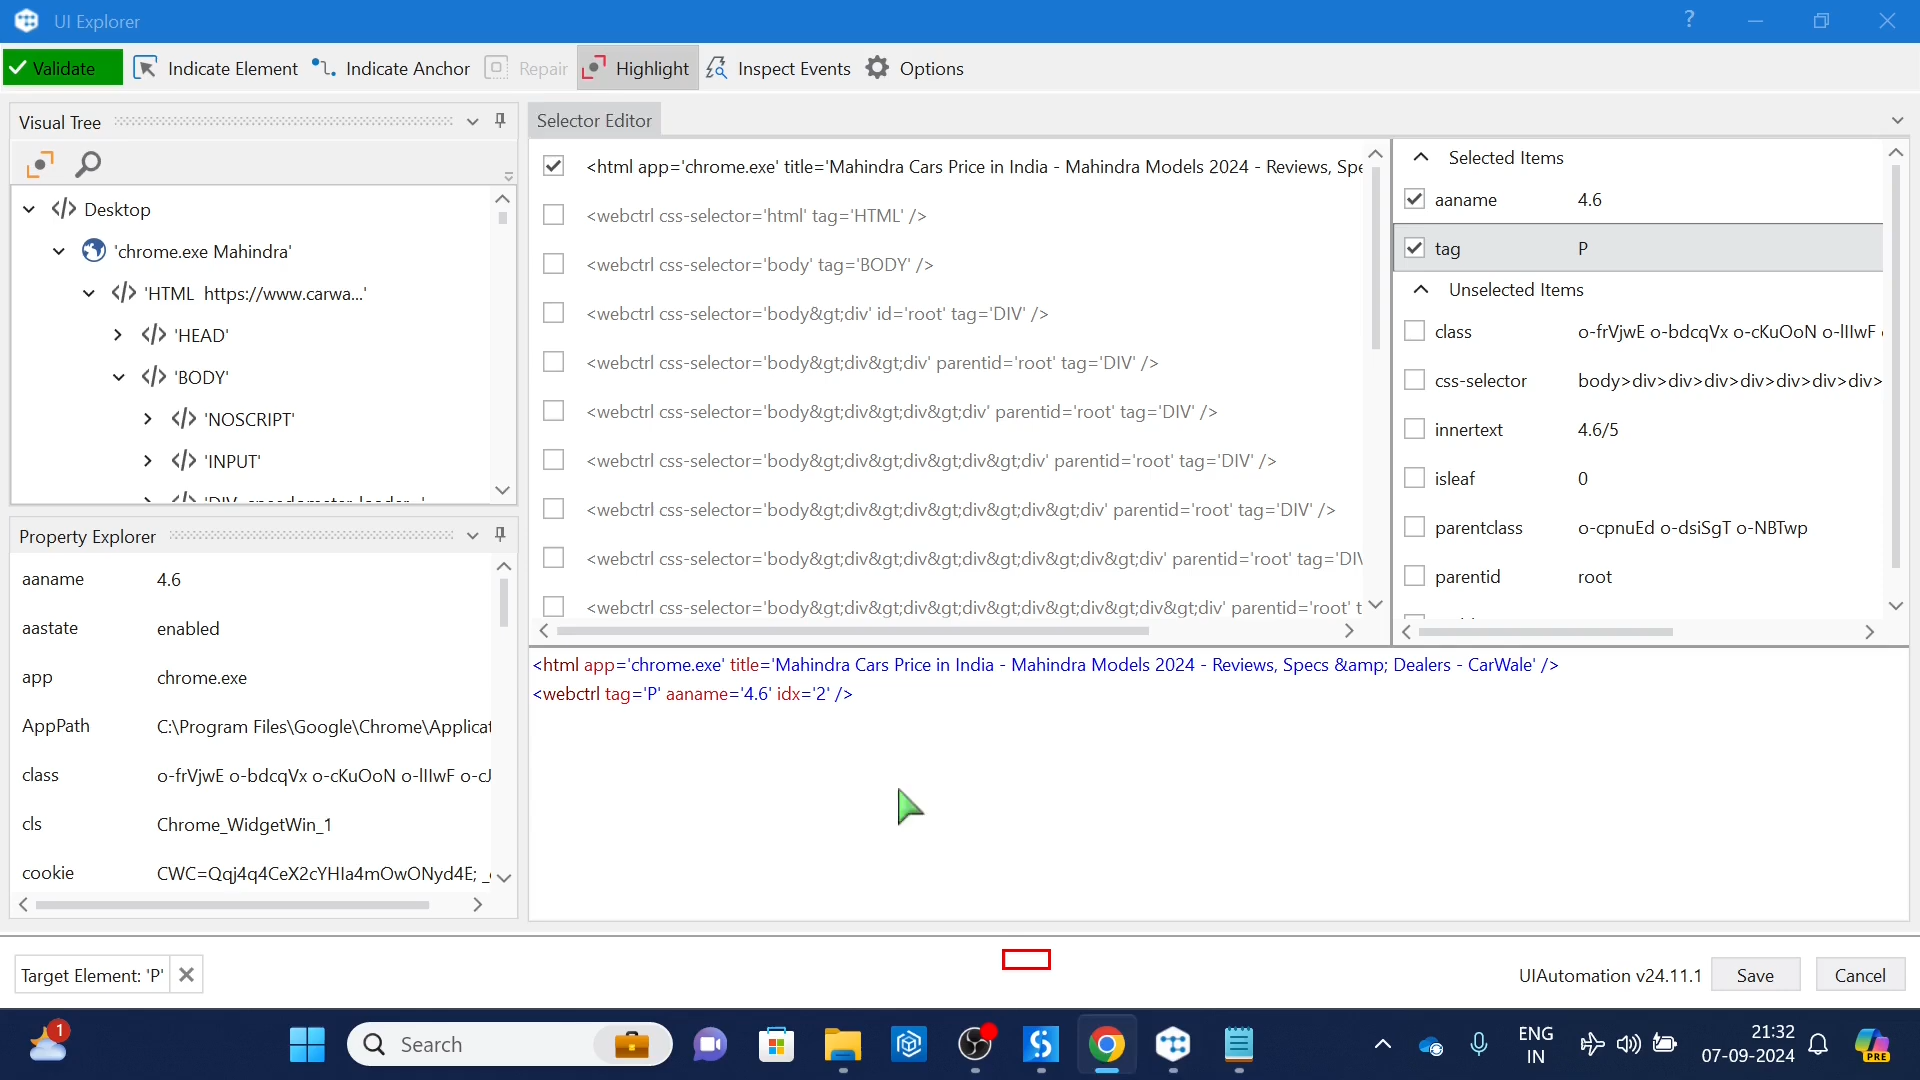 UI Explorer
?
Validate
Indicate Element
Indicate Anchor
Repair
Highlight
Inspect Events
Options
Visual Tree
</> Desktop
'chrome.exe Mahindra'
</> 'HTML https://www.carwa...'
</> 'HEAD'
</> 'BODY'
</> 'NOSCRIPT'
</> 'INPUT'
Property Explorer
aaname 4.6
aastate enabled
app chrome.exe
AppPath C:\Program Files\Google\Chrome\Applicat
class o-frVjwE o-bdcqVx o-cKuOoN o-lIIwF o-cJ
cls Chrome_WidgetWin_1
cookie CWC=Qqj4q4CeX2cYHIa4mOwONyd4E; _
Selector Editor
<html app='chrome.exe' title='Mahindra Cars Price in India - Mahindra Models 2024 - Reviews, Spe
<webctrl css-selector='html' tag='HTML' />
<webctrl css-selector='body' tag='BODY' />
<webctrl css-selector='body&gt;div' id='root' tag='DIV' />
<webctrl css-selector='body&gt;div&gt;div' parentid='root' tag='DIV' />
<webctrl css-selector='body&gt;div&gt;div&gt;div' parentid='root' tag='DIV' />
<webctrl css-selector='body&gt;div&gt;div&gt;div&gt;div' parentid='root' tag='DIV' />
<webctrl css-selector='body&gt;div&gt;div&gt;div&gt;div&gt;div' parentid='root' tag='DIV' />
<webctrl css-selector='body&gt;div&gt;div&gt;div&gt;div&gt;div&gt;div' parentid='root' tag='DIV
<webctrl css-selector='body&gt;div&gt;div&gt;div&gt;div&gt;div&gt;div&gt;div' parentid='root' t
Selected Items
aaname 4.6
tag P
Unselected Items
class o-frVjwE o-bdcqVx o-cKuOoN o-lIIwF
css-selector body>div>div>div>div>div>div>div>
innertext 4.6/5
isleaf 0
parentclass o-cpnuEd o-dsiSgT o-NBTwp
parentid root
<html app='chrome.exe' title='Mahindra Cars Price in India - Mahindra Models 2024 - Reviews, Specs &amp; Dealers - CarWale' />
<webctrl tag='P' aaname='4.6' idx='2' />
Target Element: 'P'
UIAutomation v24.11.1
Save
Cancel
1
Search
ENG
IN
21:32
07-09-2024
PRE